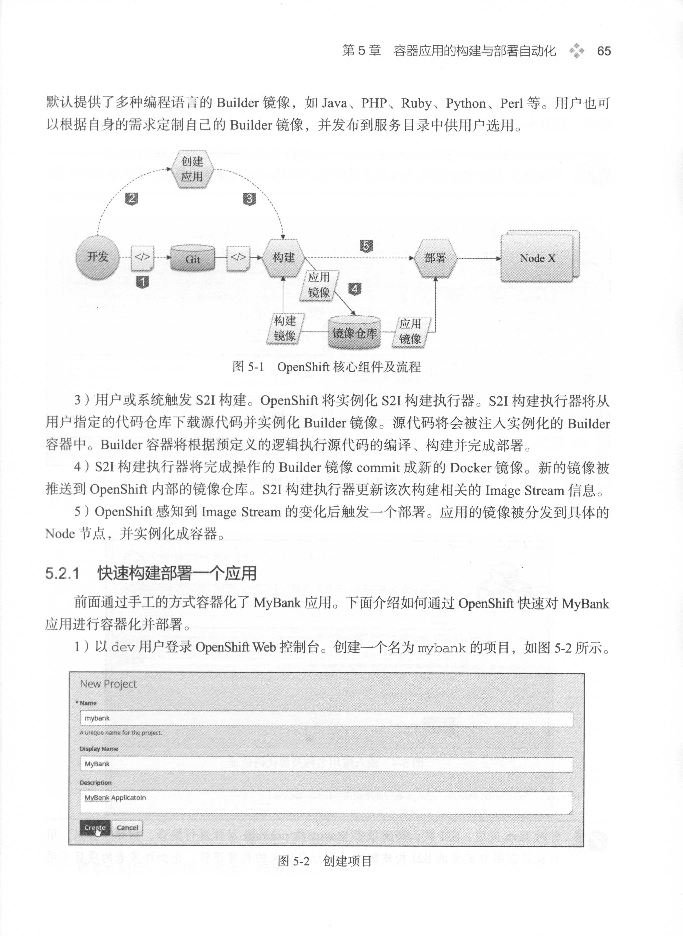 第 5 章 容器应用的构建与部署自动化 65
默认提供了多种编程语言的 Builder 镜像，如 Java、PHP、Ruby、Python、Perl 等。用户也可
以根据自身的需求定制自己的 Builder 镜像，并发布到服务目录中供用户选用。
创建
应用
2
3
开发
</>
Git
</>
构建
5
部署
Node X
1
应用
镜像
4
构建
镜像
镜像仓库
应用
镜像
图 5-1 OpenShift 核心组件及流程
3）用户或系统触发 S2I 构建。OpenShift 将实例化 S2I 构建执行器。S2I 构建执行器将从
用户指定的代码仓库下载源代码并实例化 Builder 镜像。源代码将会被注入实例化的 Builder
容器中。Builder 容器将根据预定义的逻辑执行源代码的编译、构建并完成部署。
4）S2I 构建执行器将完成操作的 Builder 镜像 commit 成新的 Docker 镜像。新的镜像被
推送到 OpenShift 内部的镜像仓库。S2I 构建执行器更新该次构建相关的 Image Stream 信息。
5）OpenShift 感知到 Image Stream 的变化后触发一个部署。应用的镜像被分发到具体的
Node 节点，并实例化成容器。
5.2.1 快速构建部署一个应用
前面通过手工的方式容器化了 MyBank 应用。下面介绍如何通过 OpenShift 快速对 MyBank
应用进行容器化并部署。
1）以 dev 用户登录 OpenShift Web 控制台。创建一个名为 mybank 的项目，如图 5-2 所示。
New Project
* Name
mybank
A unique name for the project.
Display Name
MyBank
Description
MyBank Applicatoin
Create Cancel
图 5-2 创建项目